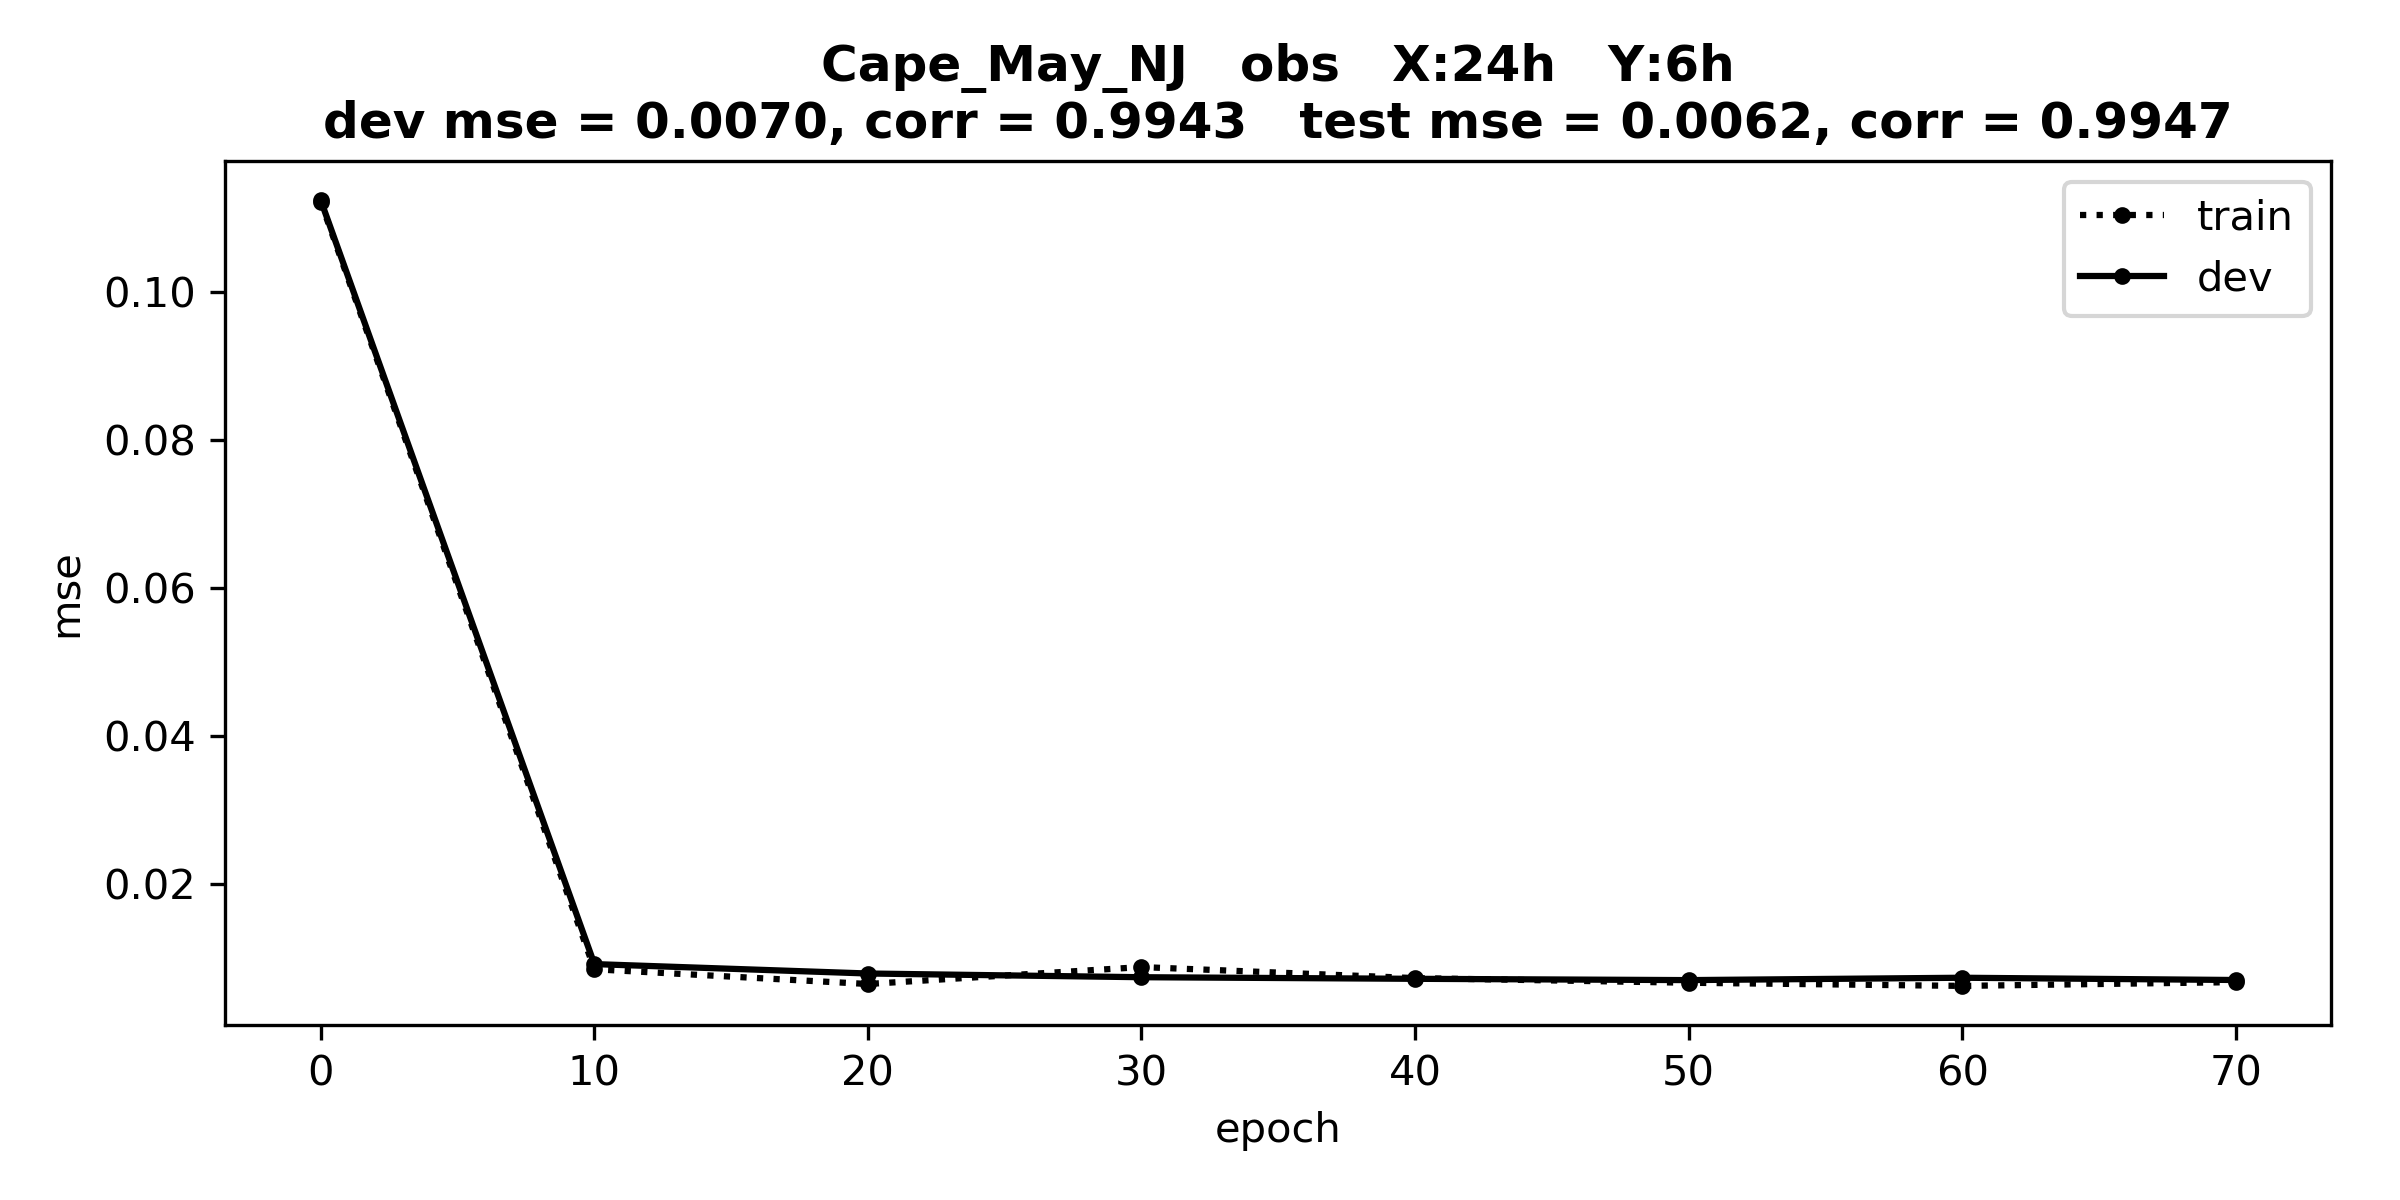 Cape_May_NJ   obs   X:24h   Y:6h
dev mse = 0.0070, corr = 0.9943   test mse = 0.0062, corr = 0.9947
train
dev
mse
0.10
0.08
0.06
0.04
0.02
0 10 20 30 40 50 60 70
epoch